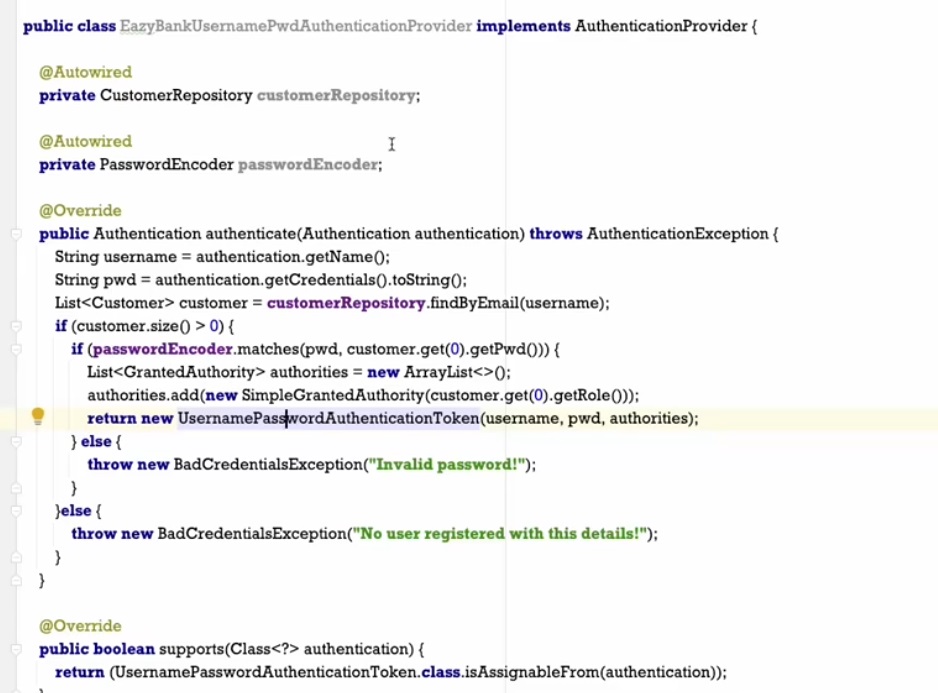 public class EazyBankUsernamePwdAuthenticationProvider implements AuthenticationProvider {
@Autowired
private CustomerRepository customerRepository;
@Autowired
private PasswordEncoder passwordEncoder;
@Override
public Authentication authenticate(Authentication authentication) throws AuthenticationException {
String username = authentication.getName();
String pwd = authentication.getCredentials().toString();
List<Customer> customer = customerRepository.findByEmail(username);
if (customer.size() > 0) {
if (passwordEncoder.matches(pwd, customer.get(0).getPwd())) {
List<GrantedAuthority> authorities = new ArrayList<>();
authorities.add(new SimpleGrantedAuthority(customer.get(0).getRole()));
return new UsernamePasswordAuthenticationToken(username, pwd, authorities);
} else {
throw new BadCredentialsException("Invalid password!");
}
}else {
throw new BadCredentialsException("No user registered with this details!");
}
}
@Override
public boolean supports(Class<?> authentication) {
return (UsernamePasswordAuthenticationToken.class.isAssignableFrom(authentication));
}